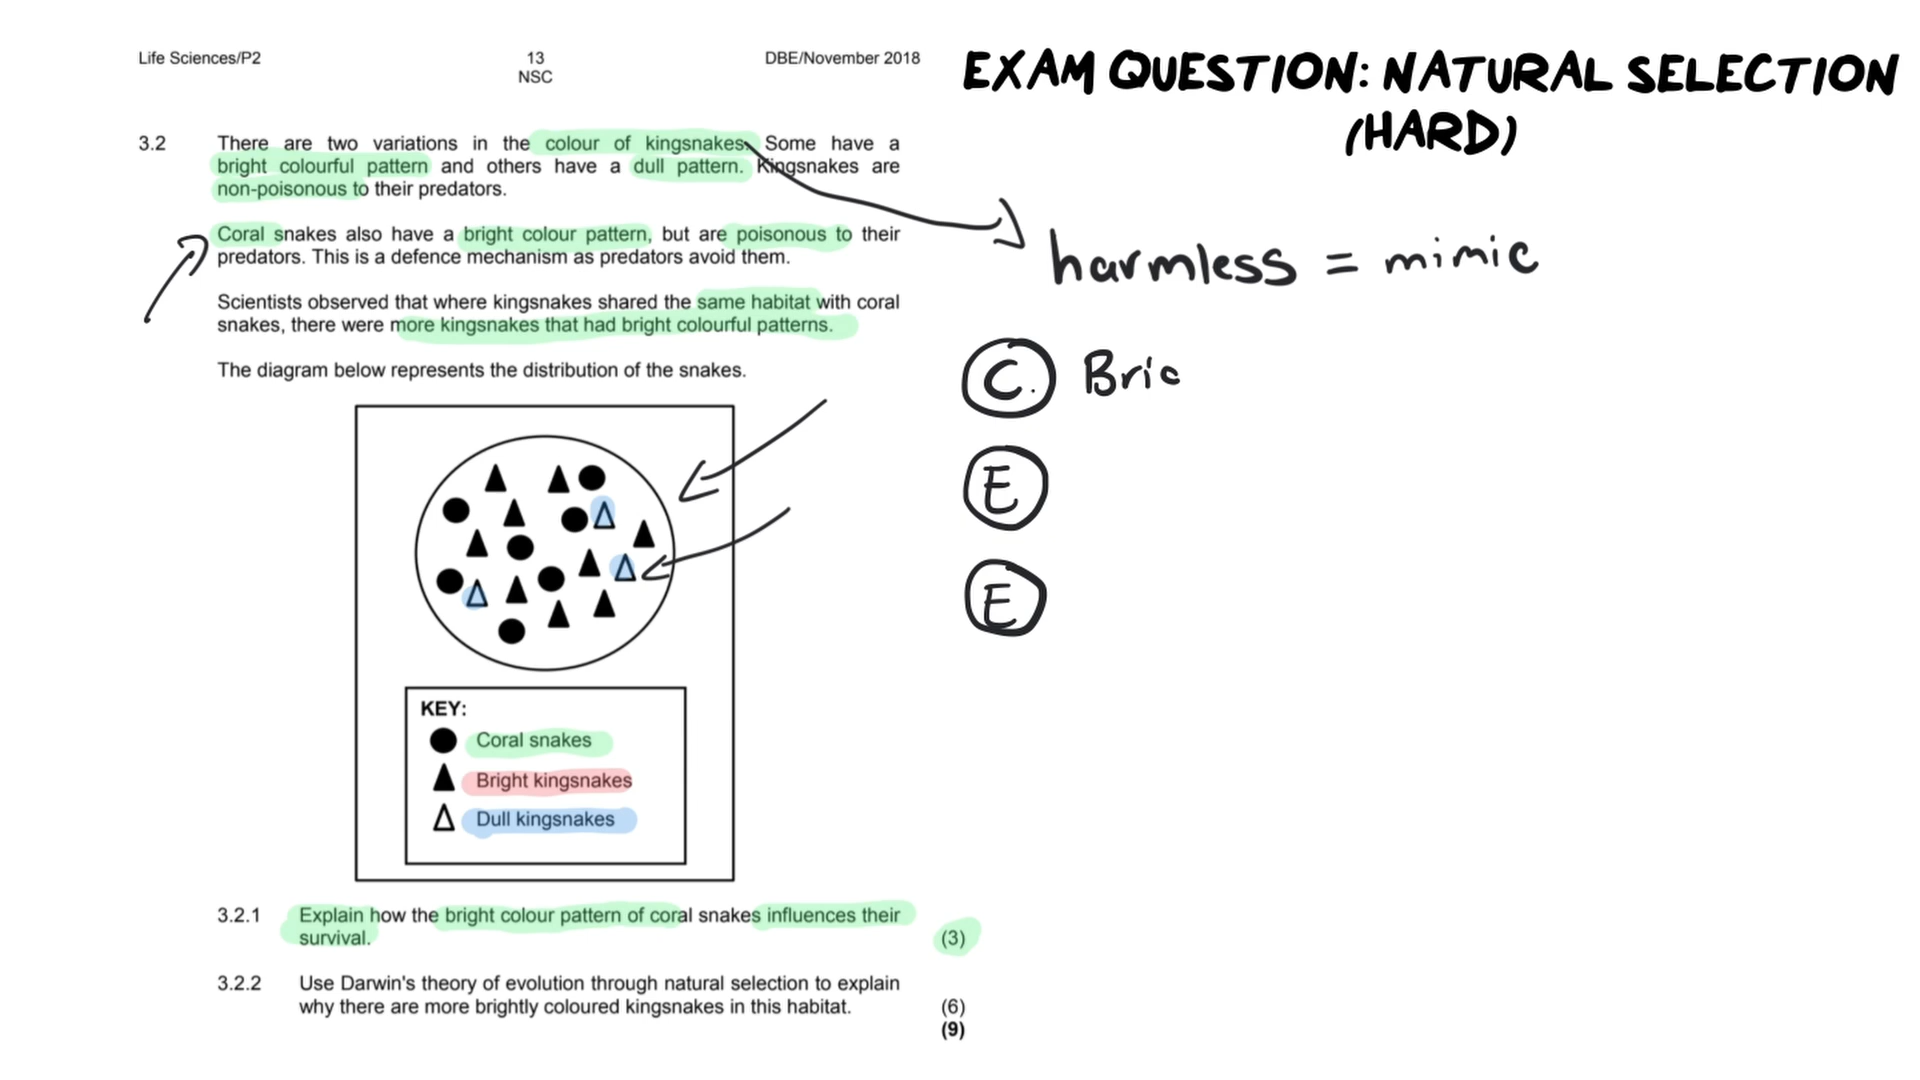 Life Sciences/P2
13
NSC
DBE/November 2018
EXAM QUESTION: NATURAL SELECTION
(HARD)
3.2
There are two variations in the colour of kingsnakes. Some have a
bright colourful pattern and others have a dull pattern. Kingsnakes are
non-poisonous to their predators.
Coral snakes also have a bright colour pattern, but are poisonous to their
predators. This is a defence mechanism as predators avoid them.
Scientists observed that where kingsnakes shared the same habitat with coral
snakes, there were more kingsnakes that had bright colourful patterns.
The diagram below represents the distribution of the snakes.
harmless = mimic
C. Bric
E
E
KEY:
Coral snakes
Bright kingsnakes
Dull kingsnakes
3.2.1 Explain how the bright colour pattern of coral snakes influences their
survival. (3)
3.2.2 Use Darwin's theory of evolution through natural selection to explain
why there are more brightly coloured kingsnakes in this habitat. (6)
(9)